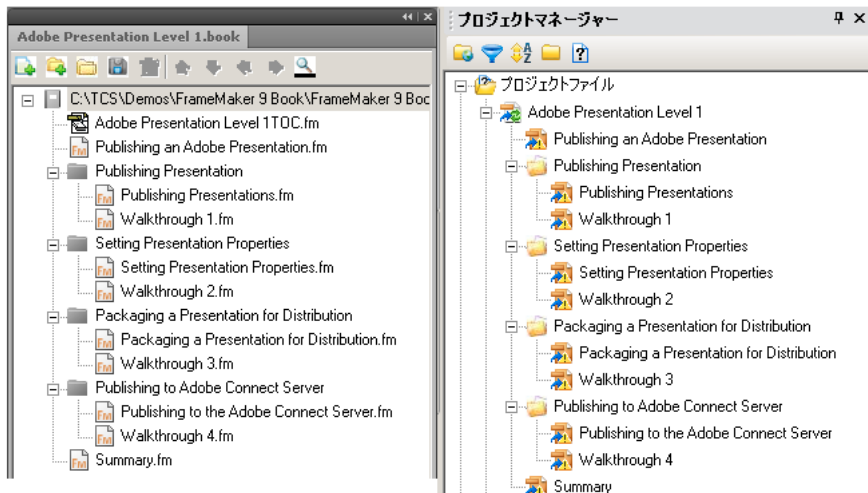 Adobe Presentation Level 1.book
C:\TCS\Demos\FrameMaker 9 Book\FrameMaker 9 Boc
Adobe Presentation Level 1TOC.fm
Publishing an Adobe Presentation.fm
Publishing Presentation
Publishing Presentations.fm
Walkthrough 1.fm
Setting Presentation Properties
Setting Presentation Properties.fm
Walkthrough 2.fm
Packaging a Presentation for Distribution
Packaging a Presentation for Distribution.fm
Walkthrough 3.fm
Publishing to Adobe Connect Server
Publishing to the Adobe Connect Server.fm
Walkthrough 4.fm
Summary.fm
プロジェクトマネージャー
プロジェクトファイル
Adobe Presentation Level 1
Publishing an Adobe Presentation
Publishing Presentation
Publishing Presentations
Walkthrough 1
Setting Presentation Properties
Setting Presentation Properties
Walkthrough 2
Packaging a Presentation for Distribution
Packaging a Presentation for Distribution
Walkthrough 3
Publishing to Adobe Connect Server
Publishing to the Adobe Connect Server
Walkthrough 4
Summary